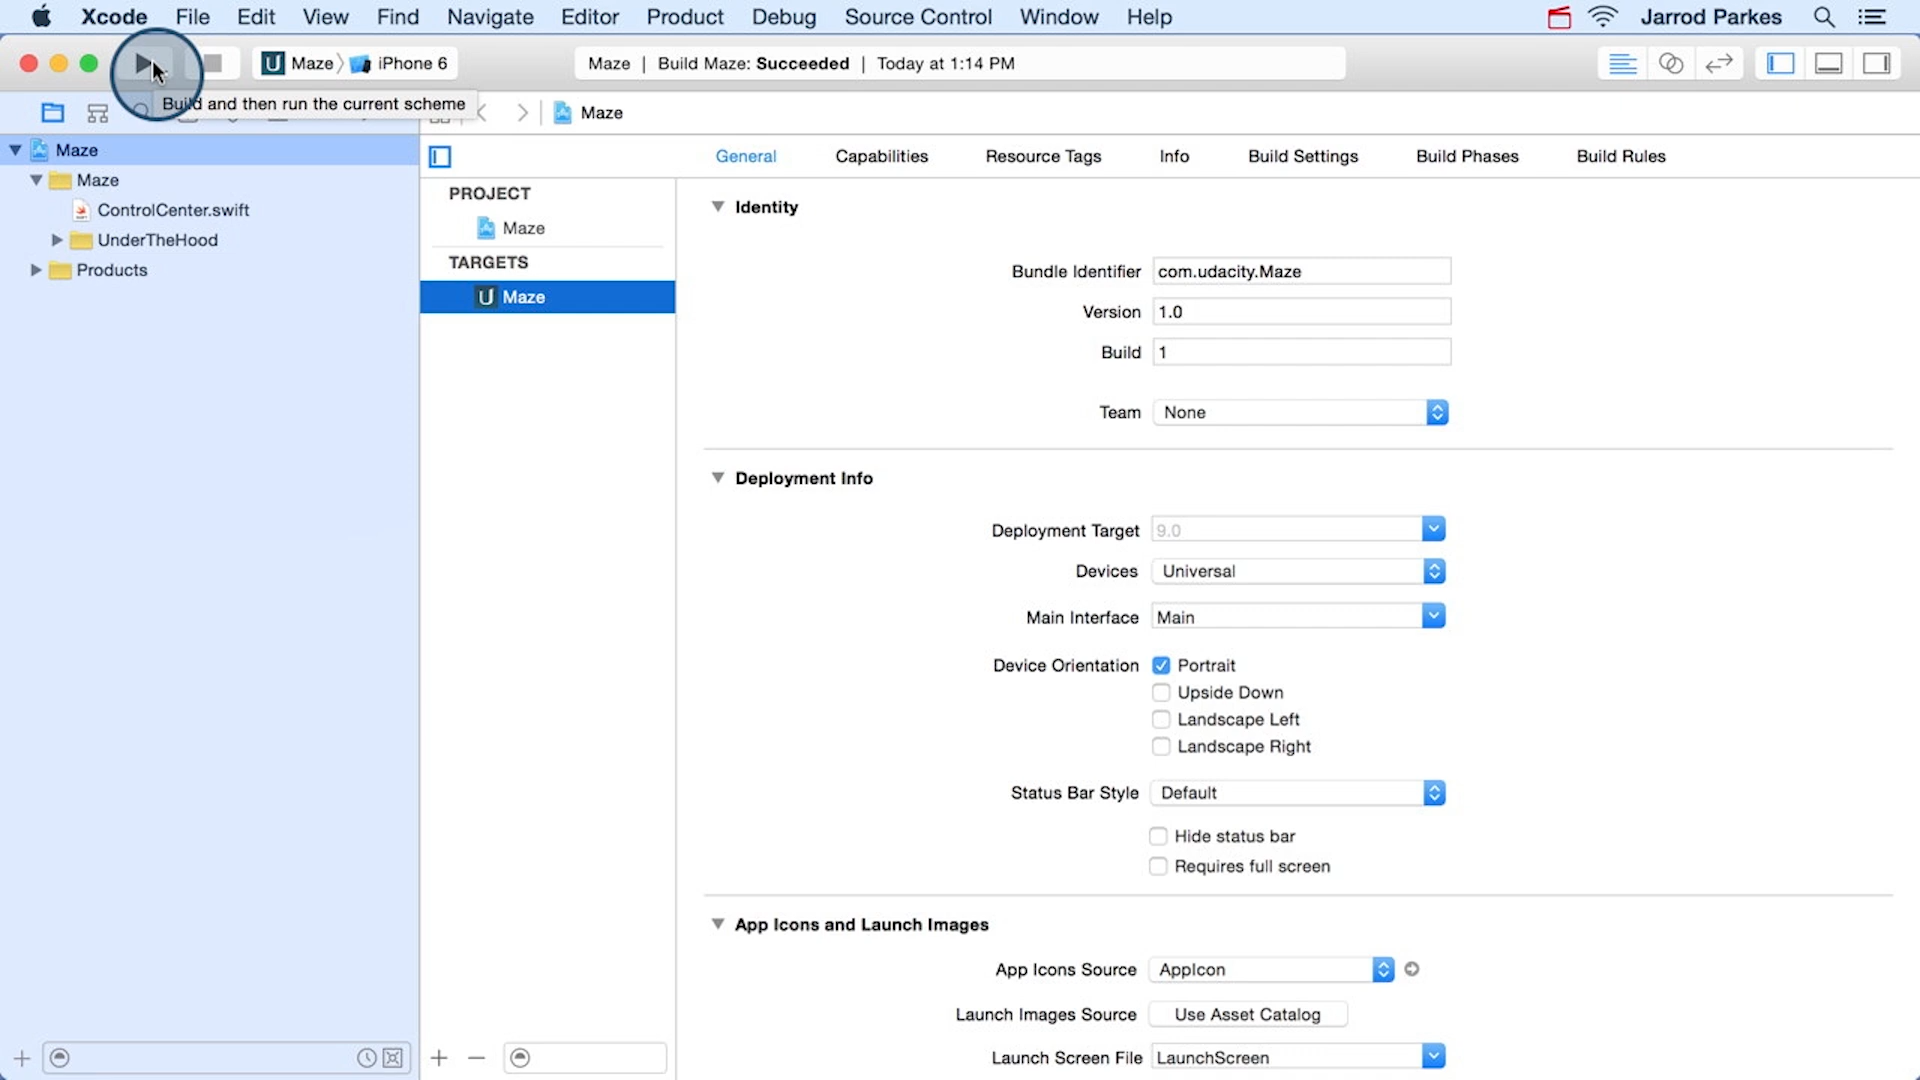 Xcode File Edit View Find Navigate Editor Product Debug Source Control Window Help Jarrod Parkes
Maze iPhone 6
Maze | Build Maze: Succeeded | Today at 1:14 PM
Build and then run the current scheme
Maze
General Capabilities Resource Tags Info Build Settings Build Phases Build Rules
Maze
Maze
ControlCenter.swift
UnderTheHood
Products
PROJECT
Maze
TARGETS
U Maze
Identity
Bundle Identifier com.udacity.Maze
Version 1.0
Build 1
Team None
Deployment Info
Deployment Target 9.0
Devices Universal
Main Interface Main
Device Orientation Portrait
Upside Down
Landscape Left
Landscape Right
Status Bar Style Default
Hide status bar
Requires full screen
App Icons and Launch Images
App Icons Source AppIcon
Launch Images Source Use Asset Catalog
Launch Screen File LaunchScreen